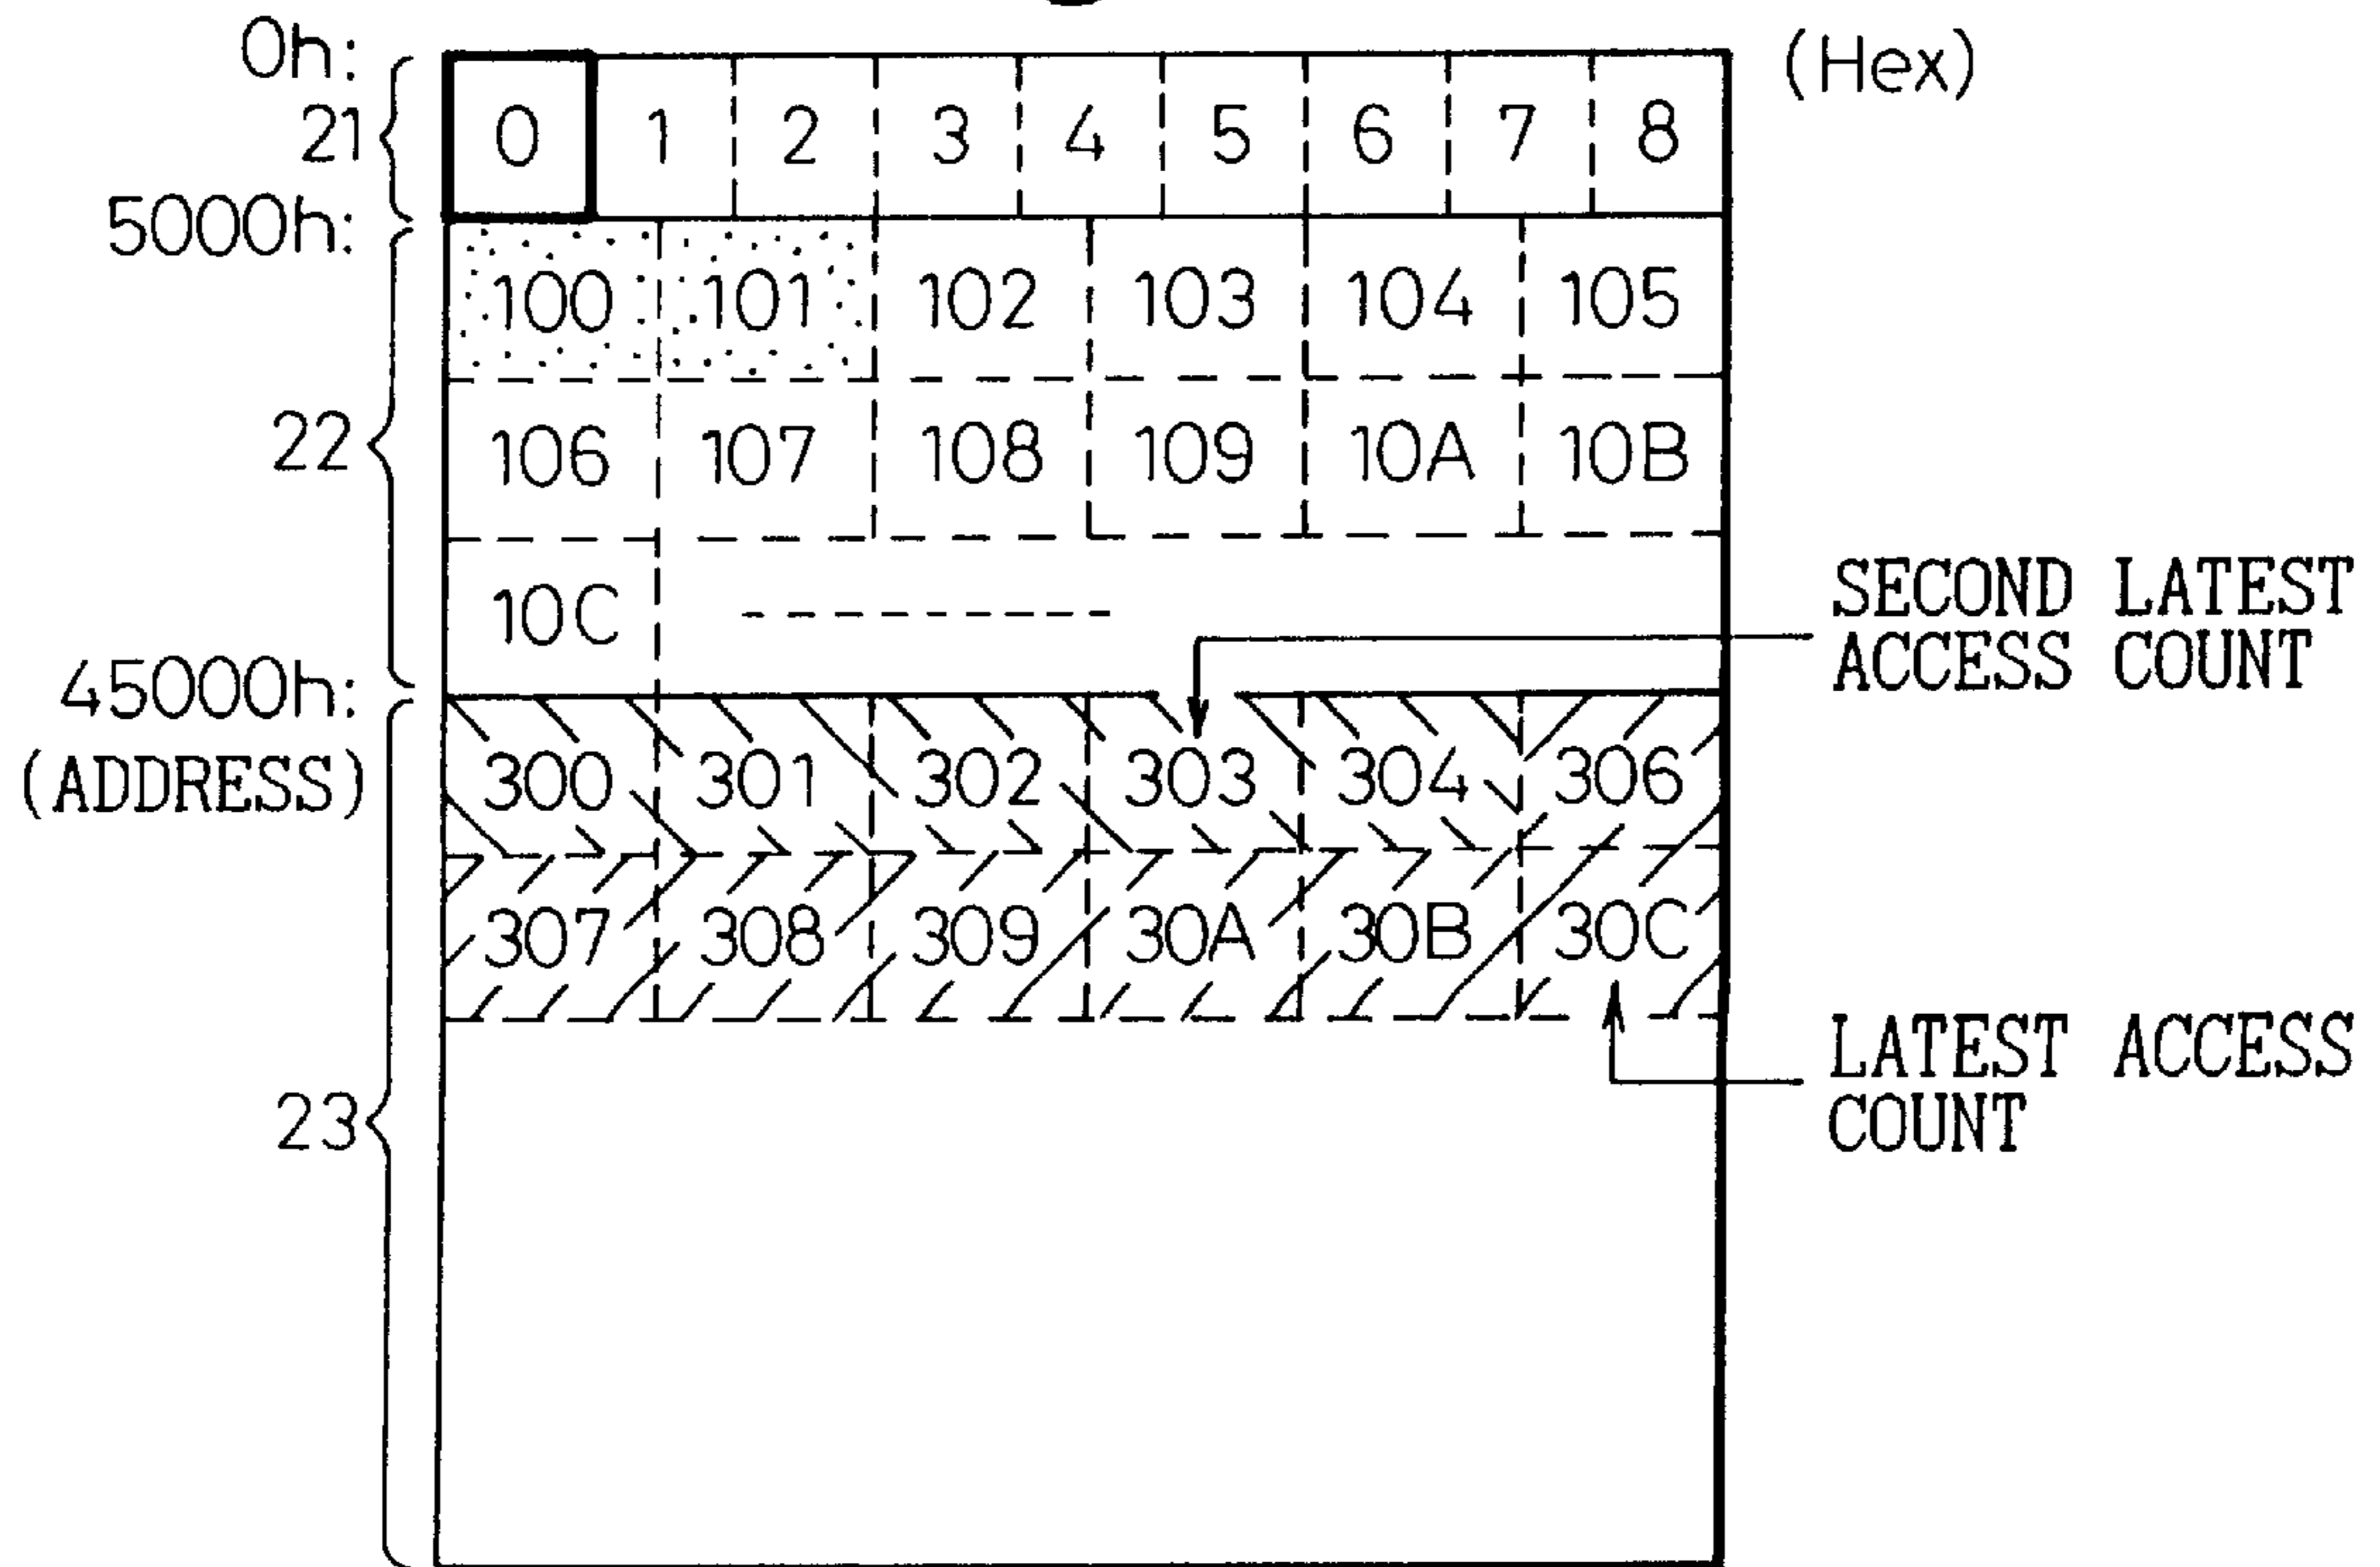 0h:
(Hex)
21
0 1 2 3 4 5 6 7 8
5000h:
100 101 102 103 104 105
22
106 107 108 109 10A 10B
10C
SECOND LATEST
ACCESS COUNT
45000h:
(ADDRESS)
300 301 302 303 304 306
307 308 309 30A 30B 30C
LATEST ACCESS
COUNT
23